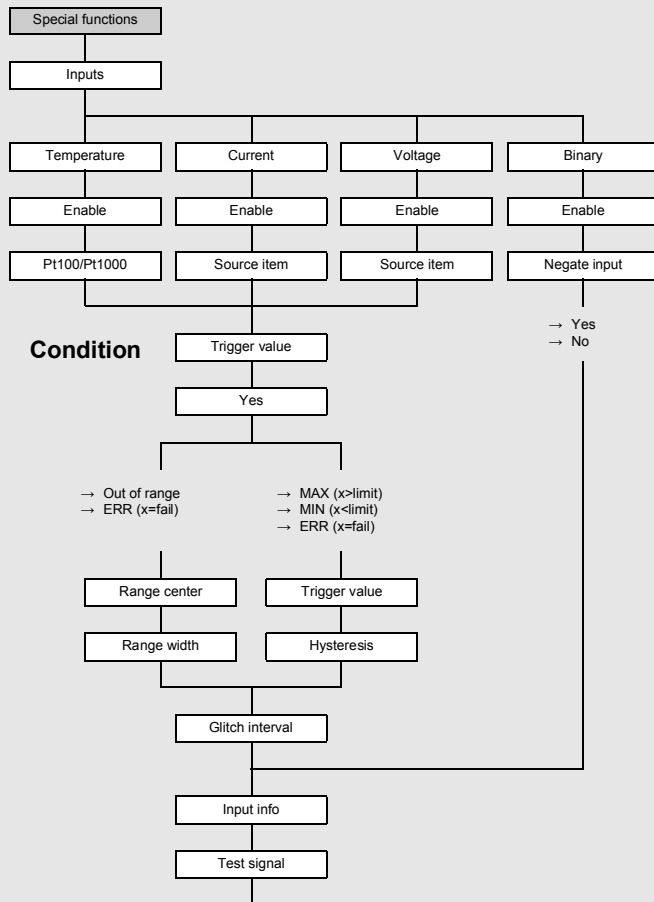 Special functions
Inputs
Temperature
Current
Voltage
Binary
Enable
Enable
Enable
Enable
Pt100/Pt1000
Source item
Source item
Negate input
→ Yes
→ No
Condition
Trigger value
Yes
→ Out of range
→ ERR (x=fail)
→ MAX (x>limit)
→ MIN (x<limit)
→ ERR (x=fail)
Range center
Trigger value
Range width
Hysteresis
Glitch interval
Input info
Test signal